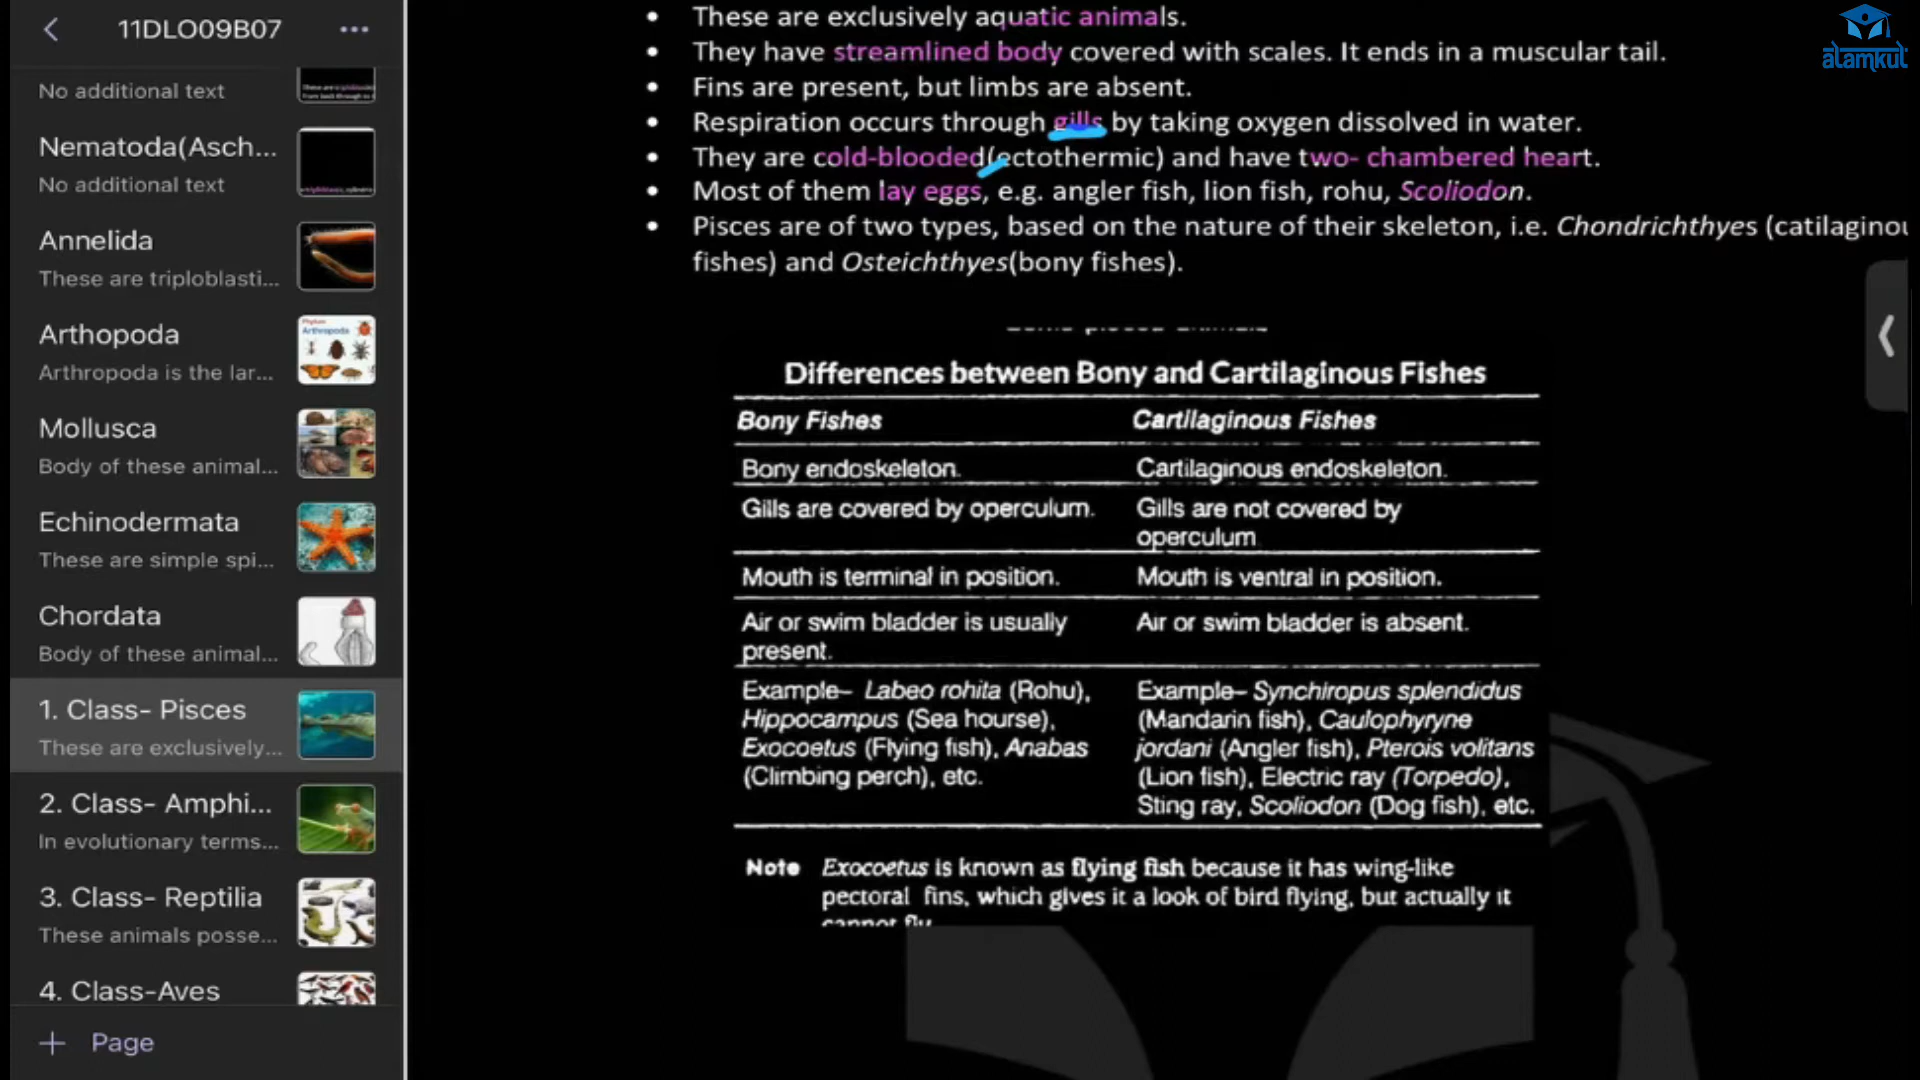 11DLO09B07
No additional text
Nematoda(Asch...
No additional text
Annelida
These are triploblasti...
Arthopoda
Arthropoda is the lar...
Mollusca
Body of these animal...
Echinodermata
These are simple spi...
Chordata
Body of these animal...
1. Class- Pisces
These are exclusively...
2. Class- Amphi...
In evolutionary terms...
3. Class- Reptilia
These animals posse...
4. Class-Aves
+ Page
• These are exclusively aquatic animals.
• They have streamlined body covered with scales. It ends in a muscular tail.
• Fins are present, but limbs are absent.
• Respiration occurs through gills by taking oxygen dissolved in water.
• They are cold-blooded(ectothermic) and have two- chambered heart.
• Most of them lay eggs, e.g. angler fish, lion fish, rohu, Scoliodon.
• Pisces are of two types, based on the nature of their skeleton, i.e. Chondrichthyes (catilaginou
fishes) and Osteichthyes(bony fishes).
Differences between Bony and Cartilaginous Fishes
Bony Fishes Cartilaginous Fishes
Bony endoskeleton. Cartilaginous endoskeleton.
Gills are covered by operculum. Gills are not covered by
operculum
Mouth is terminal in position. Mouth is ventral in position.
Air or swim bladder is usually Air or swim bladder is absent.
present.
Example– Labeo rohita (Rohu), Example– Synchiropus splendidus
Hippocampus (Sea hourse), (Mandarin fish), Caulophyryne
Exocoetus (Flying fish), Anabas jordani (Angler fish), Pterois volitans
(Climbing perch), etc. (Lion fish), Electric ray (Torpedo),
Sting ray, Scoliodon (Dog fish), etc.
Note Exocoetus is known as flying fish because it has wing-like
pectoral fins, which gives it a look of bird flying, but actually it
cannot fly
alamkul